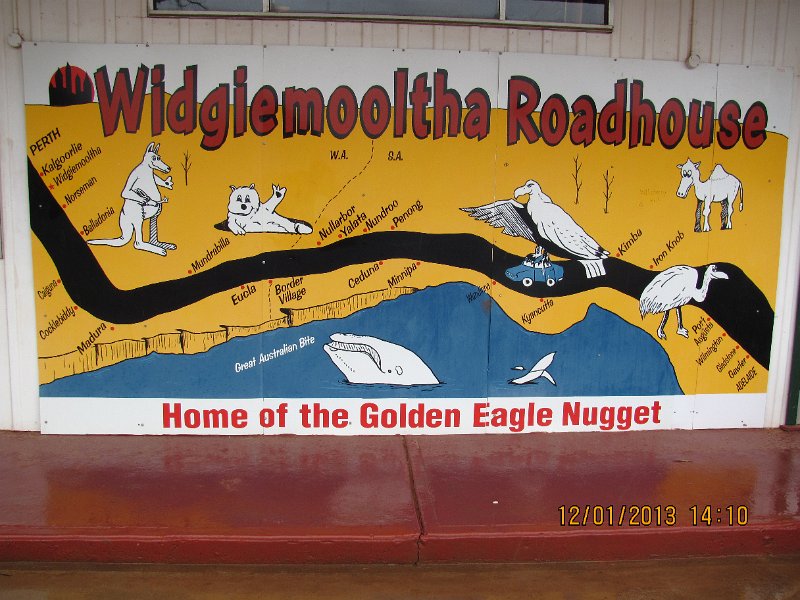 Widgiemooltha Roadhouse
W.A. S.A.
PERTH
Kalgoorlie
Widgiemooltha
Norseman
Balladonia
Caiguna
Cocklebiddy
Madura
Mundrabilla
Eucla
Border
Village
Nullarbor
Yalata
Nundroo
Penong
Ceduna
Minnipa
Kyancutta
Kimba
Iron Knob
Port
Augusta
Wilmington
Gladstone
Gawler
ADELAIDE
Great Australian Bite
Home of the Golden Eagle Nugget
12/01/2013 14:10